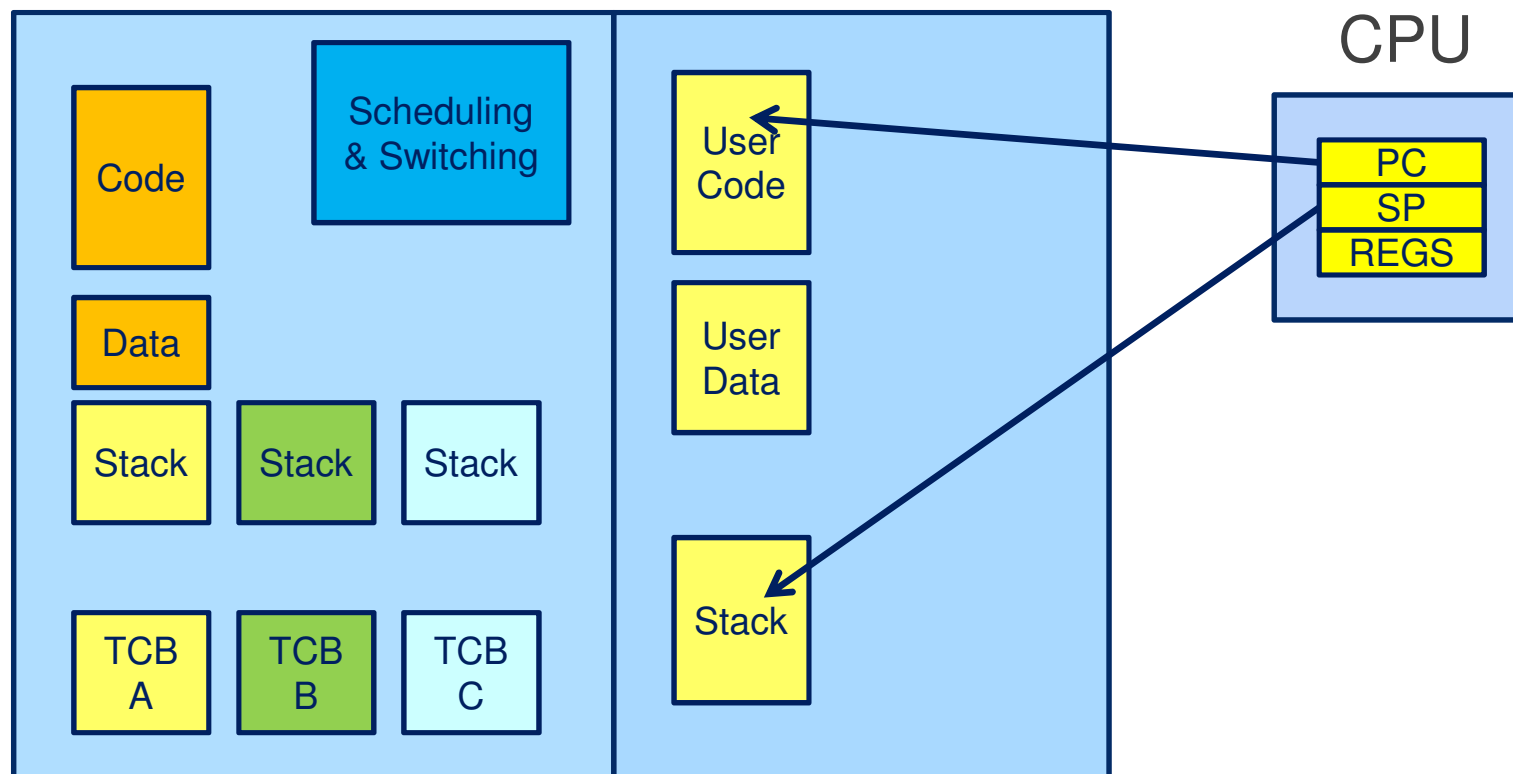 CPU
Scheduling
& Switching
Code
Data
Stack
Stack
Stack
TCB
A
TCB
B
TCB
C
User
Code
User
Data
Stack
PC
SP
REGS